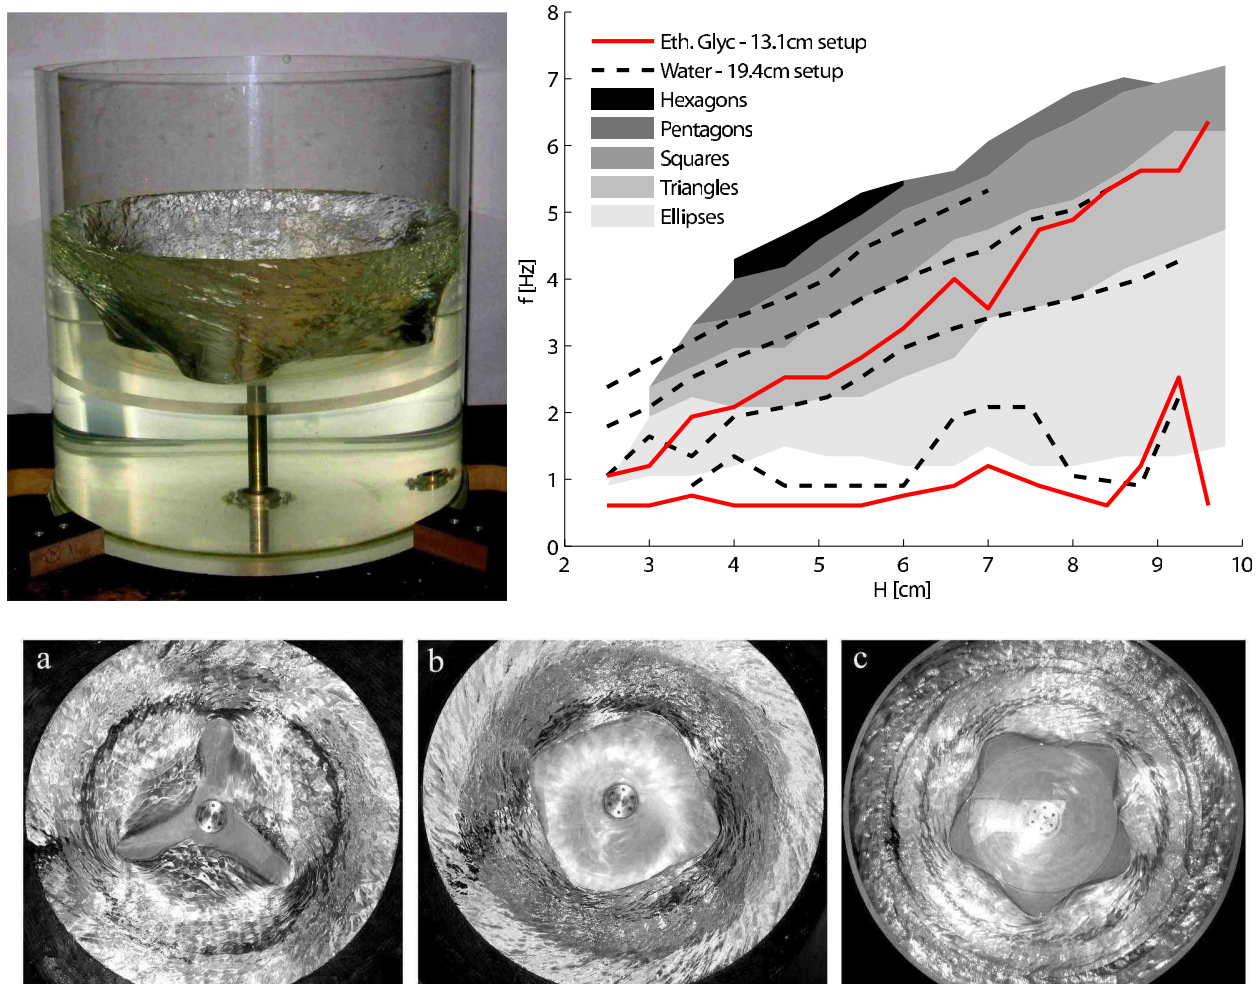 8
7
6
5
4
3
2
1
0
f [Hz]
Eth. Glyc - 13.1cm setup
Water - 19.4cm setup
Hexagons
Pentagons
Squares
Triangles
Ellipses
2 3 4 5 6 7 8 9 10
H [cm]
a b c